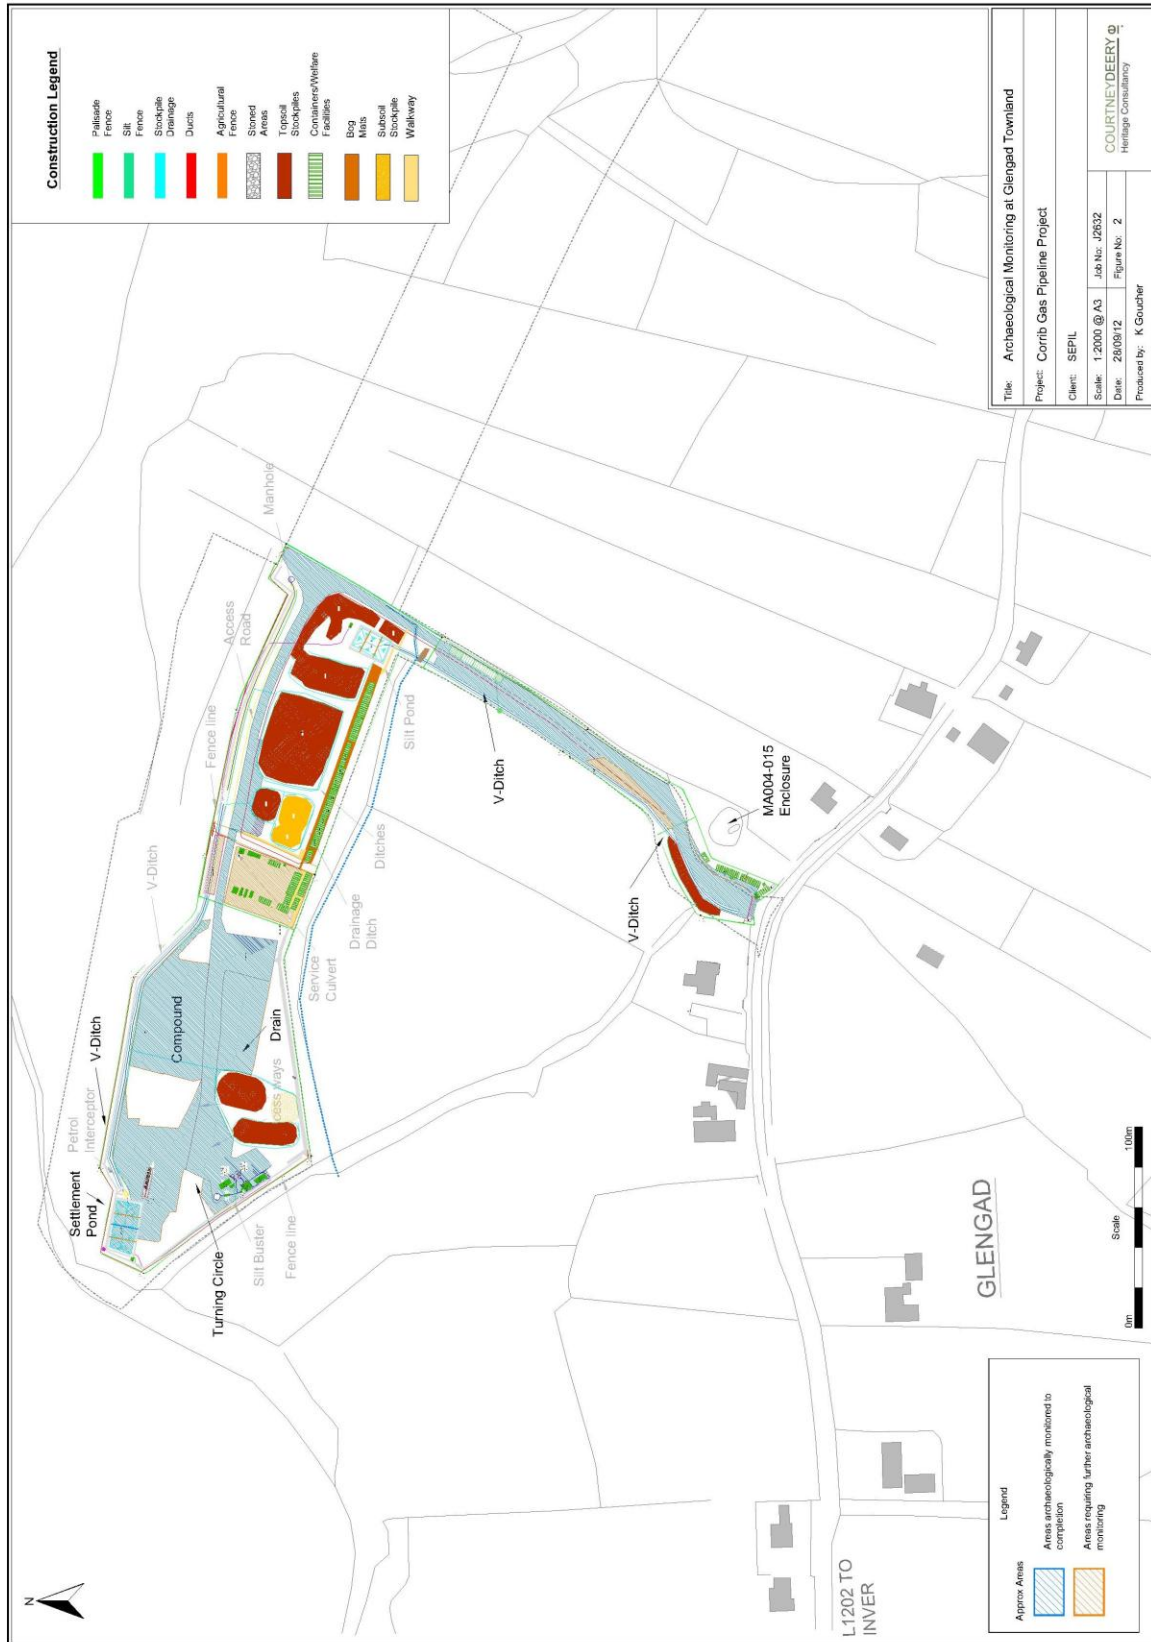 Construction Legend
Palisade
Fence
Silt
Fence
Stockpile
Drainage
Ducts
Agricultural
Fence
Stoned
Areas
Topsoil
Stockpiles
Containers/Welfare
Facilities
Bog
Mats
Subsoil
Stockpile
Walkway
N
Settlement
Pond
Petrol
Interceptor
V-Ditch
V-Ditch
Fence line
Access
Road
Manhole
Compound
Drain
Turning Circle
Silt Buster
Fence line
Service
Culvert
Drainage
Ditch
Ditches
Silt Pond
V-Ditch
V-Ditch
MA004-015
Enclosure
GLENGAD
L1202 TO
INVER
Legend
Approx Areas
Areas archaeologically monitored to
completion
Areas requiring further archaeological
monitoring
Scale
0m
100m
Title: Archaeological Monitoring at Glengad Townland
Project: Corrib Gas Pipeline Project
Client: SEPIL
Scale: 1:2000 @ A3 Job No: J2632
Date: 28/09/12 Figure No: 2
Produced by: K Goucher
COURTNEYDEERY
Heritage Consultancy